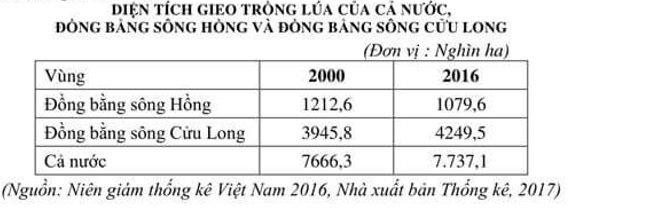 DIỆN TÍCH GIEO TRỒNG LÚA CỦA CẢ NƯỚC,
ĐỒNG BẰNG SÔNG HỒNG VÀ ĐỒNG BẰNG SÔNG CỬU LONG
(Đơn vị : Nghìn ha)
Vùng 2000 2016
Đồng bằng sông Hồng 1212,6 1079,6
Đồng bằng sông Cửu Long 3945,8 4249,5
Cả nước 7666,3 7.737,1
(Nguồn: Niên giám thống kê Việt Nam 2016, Nhà xuất bản Thống kê, 2017)